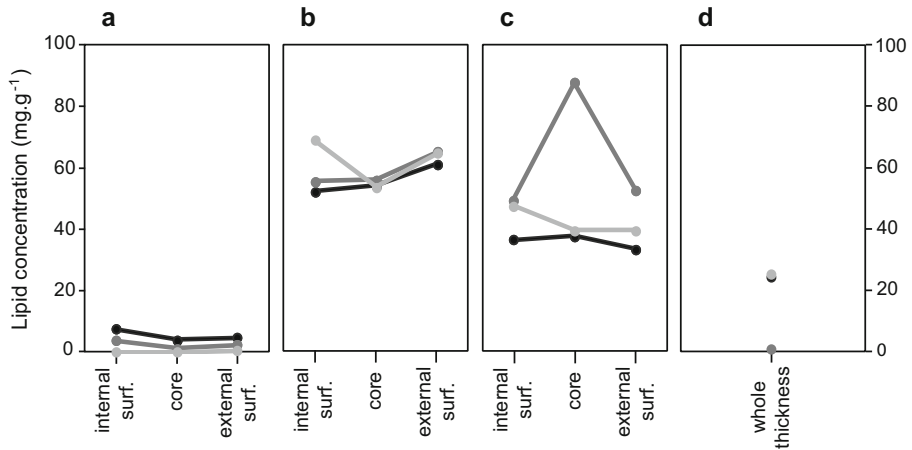 a b c d
Lipid concentration (mg.g⁻¹)
100
80
60
40
20
0
100
80
60
40
20
0
internal
surf.
core
external
surf.
internal
surf.
core
external
surf.
internal
surf.
core
external
surf.
whole
thickness